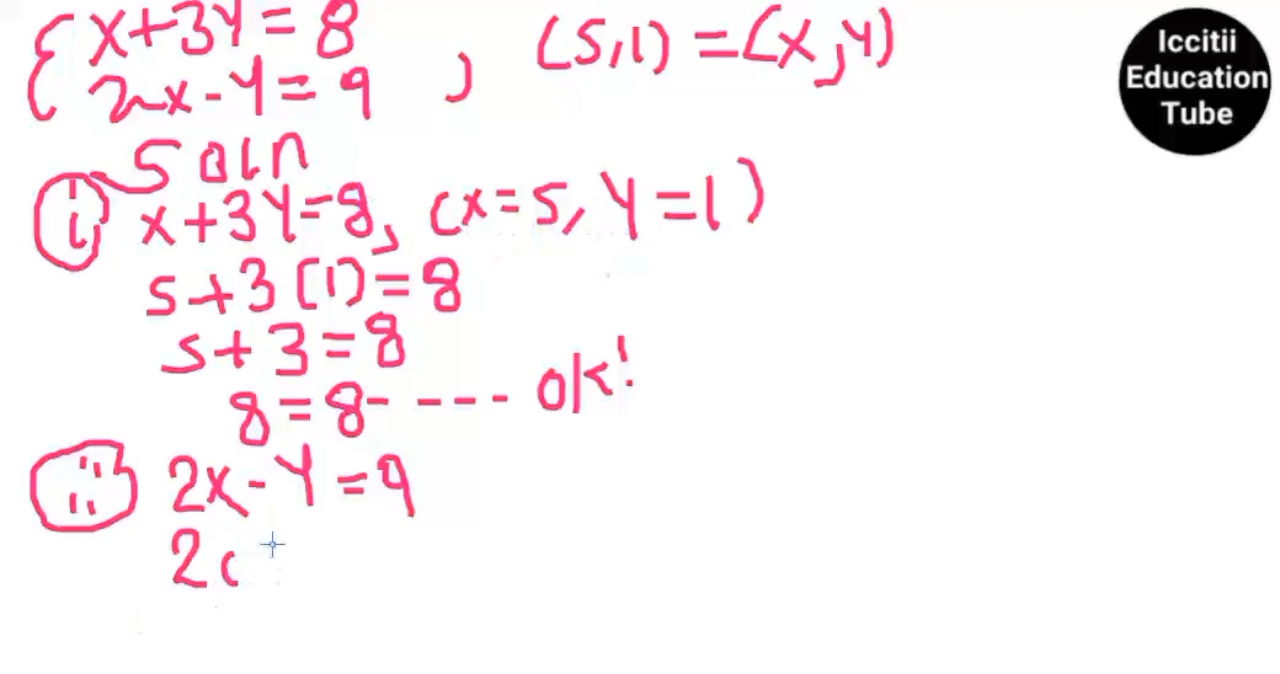 { x+3y=8
2x-y=9 , (5,1) =(x,y)
Soln
i x+3y=8, (x=5, y=1)
5+3(1)=8
5+3=8
8=8- --- ok!
ii 2x-y=9
2(
Iccitii
Education
Tube